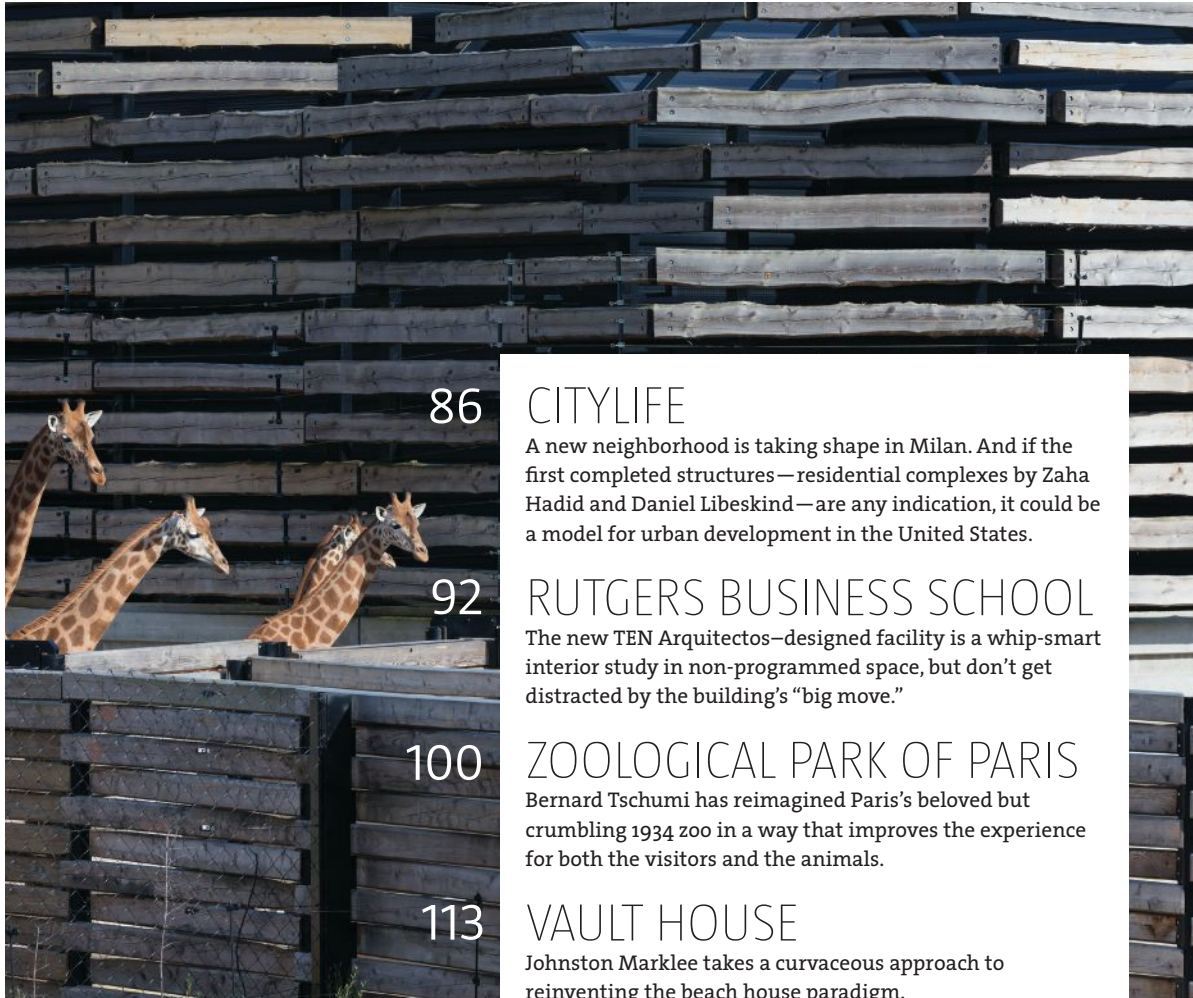 86 CITYLIFE
A new neighborhood is taking shape in Milan. And if the
first completed structures—residential complexes by Zaha
Hadid and Daniel Libeskind—are any indication, it could be
a model for urban development in the United States.
92 RUTGERS BUSINESS SCHOOL
The new TEN Arquitectos–designed facility is a whip-smart
interior study in non-programmed space, but don’t get
distracted by the building’s “big move.”
100 ZOOLOGICAL PARK OF PARIS
Bernard Tschumi has reimagined Paris’s beloved but
crumbling 1934 zoo in a way that improves the experience
for both the visitors and the animals.
113 VAULT HOUSE
Johnston Marklee takes a curvaceous approach to
reinventing the beach house paradigm.